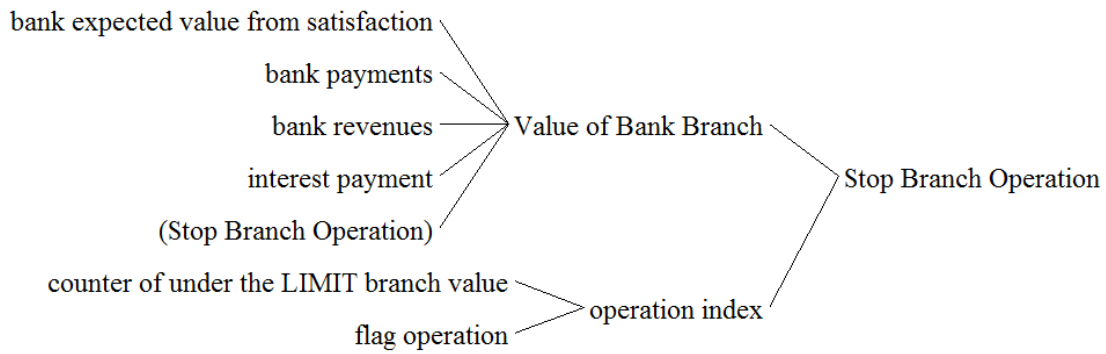 bank expected value from satisfaction
bank payments
bank revenues
interest payment
(Stop Branch Operation)
Value of Bank Branch
counter of under the LIMIT branch value
flag operation
operation index
Stop Branch Operation